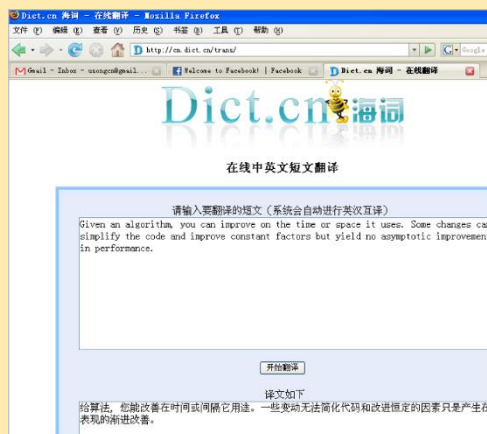 Dict.cn 海词 - 在线翻译 - Mozilla Firefox
文件 (F) 编辑 (E) 查看 (V) 历史 (S) 书签 (B) 工具 (T) 帮助 (H)
http://cn.dict.cn/trans/
Google
Gmail - Inbox - uxongcn@gmail...
Welcome to Facebook! | Facebook
Dict.cn 海词 - 在线翻译
Dict.cn 海词
在线中英文短文翻译
请输入要翻译的短文（系统会自动进行英汉互译）
Given an algorithm, you can improve on the time or space it uses. Some changes ca
simplify the code and improve constant factors but yield no asymptotic improvement
in performance.
开始翻译
译文如下
给算法, 您能改善在时间或间隔它用途。一些变动无法简化代码和改进恒定的因素只是产生在
表现的渐进改善。